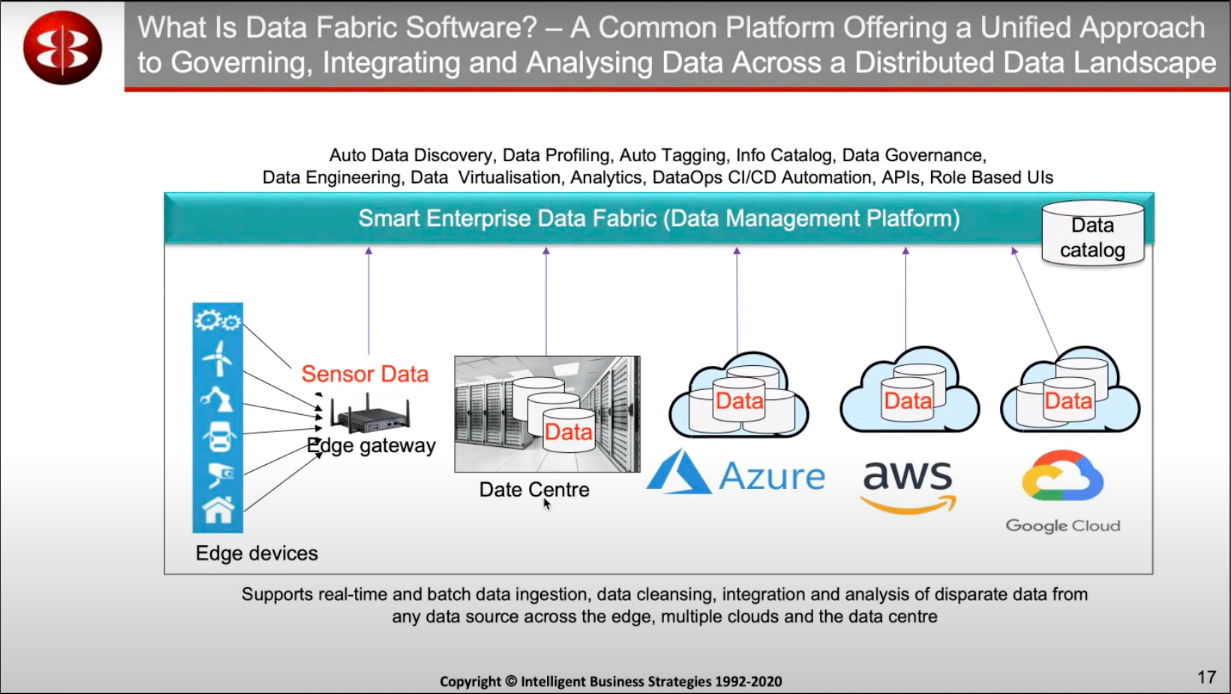 What Is Data Fabric Software? – A Common Platform Offering a Unified Approach
to Governing, Integrating and Analysing Data Across a Distributed Data Landscape
Auto Data Discovery, Data Profiling, Auto Tagging, Info Catalog, Data Governance,
Data Engineering, Data Virtualisation, Analytics, DataOps CI/CD Automation, APIs, Role Based UIs
Smart Enterprise Data Fabric (Data Management Platform)
Data
catalog
Sensor Data
Edge gateway
Edge devices
Data
Date Centre
Data
Azure
Data
aws
Data
Google Cloud
Supports real-time and batch data ingestion, data cleansing, integration and analysis of disparate data from
any data source across the edge, multiple clouds and the data centre
Copyright © Intelligent Business Strategies 1992-2020
17